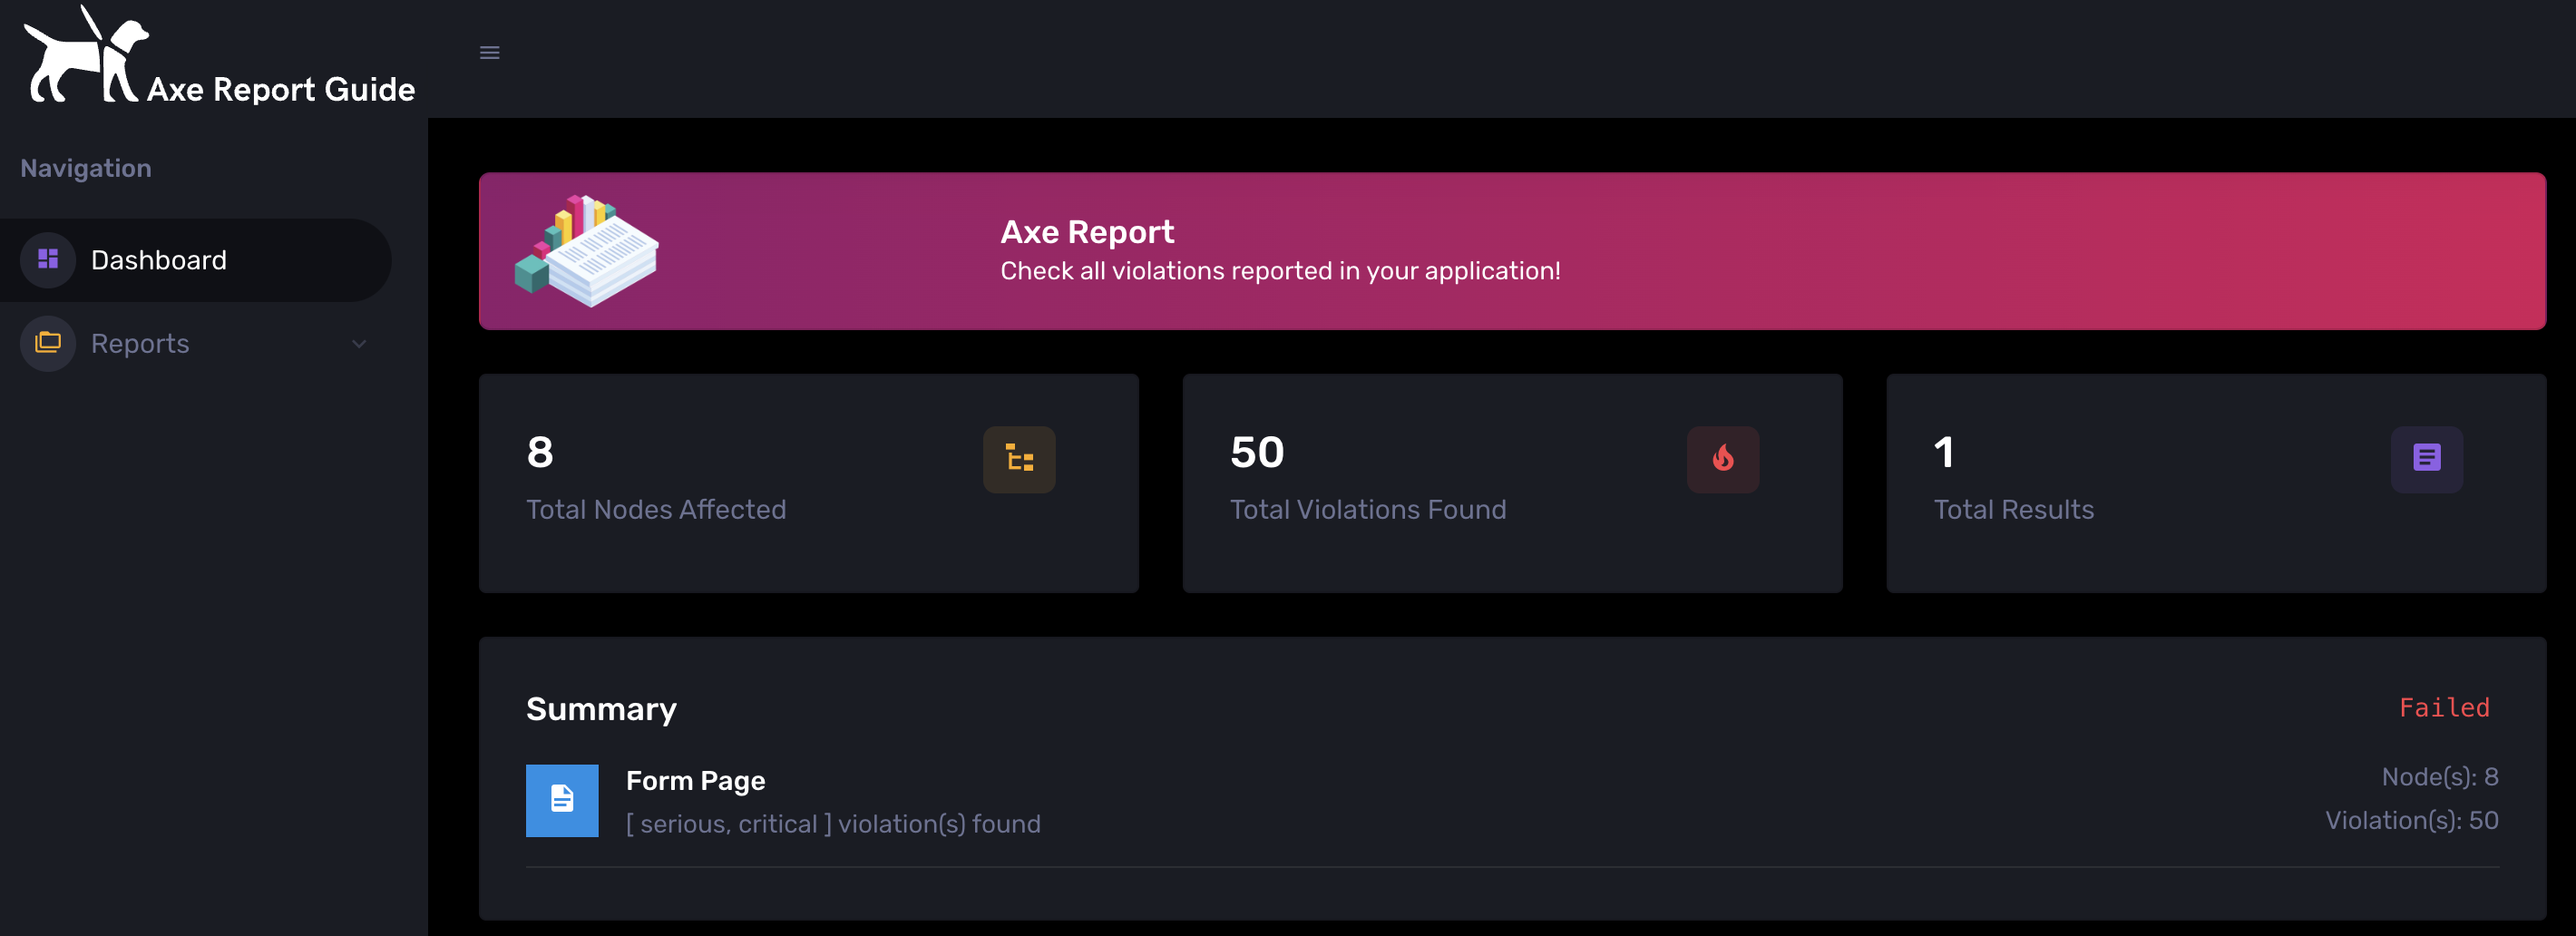 Axe Report Guide
Navigation
Dashboard
Reports
Axe Report
Check all violations reported in your application!
8
Total Nodes Affected
50
Total Violations Found
1
Total Results
Summary
Failed
Form Page
[ serious, critical ] violation(s) found
Node(s): 8
Violation(s): 50